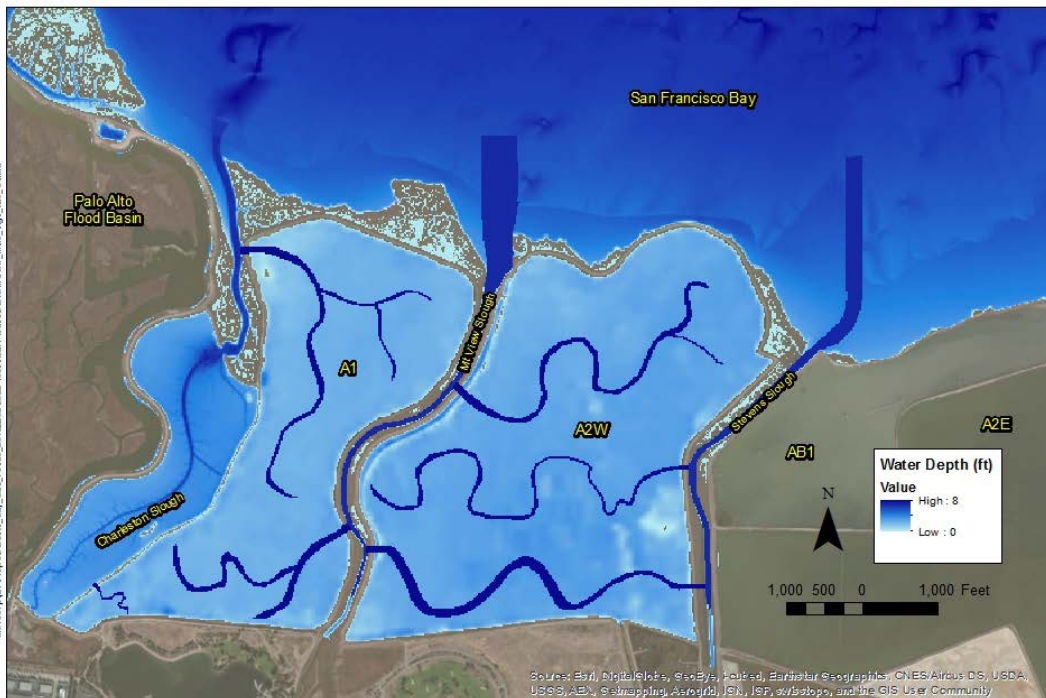 San Francisco Bay
Palo Alto
Flood Basin
Mt View Slough
A1
Stevens Slough
A2W
AB1
A2E
Charleston Slough
Water Depth (ft)
Value
High : 8
Low : 0
N
1,000 500 0 1,000 Feet
Source: Esri, DigitalGlobe, GeoEye, i-cubed, Earthstar Geographics, CNES/Airbus DS, USDA,
USGS, AEX, Getmapping, Aerogrid, IGN, IGP, swisstopo, and the GIS User Community